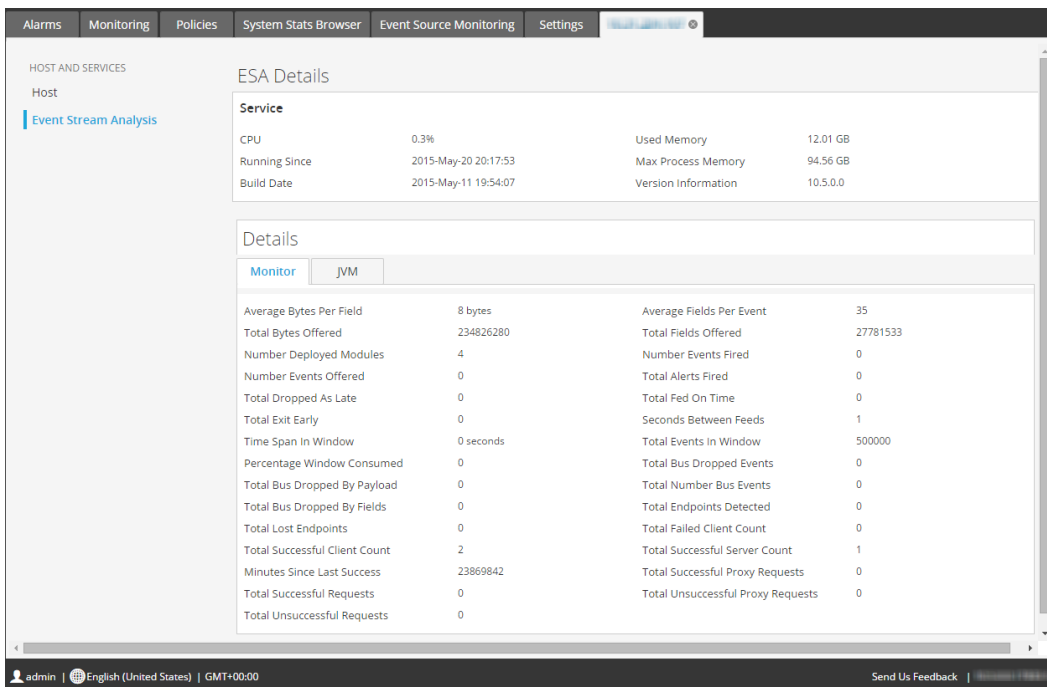 Alarms Monitoring Policies System Stats Browser Event Source Monitoring Settings
HOST AND SERVICES
Host
Event Stream Analysis
ESA Details
Service
CPU 0.3% Used Memory 12.01 GB
Running Since 2015-May-20 20:17:53 Max Process Memory 94.56 GB
Build Date 2015-May-11 19:54:07 Version Information 10.5.0.0
Details
Monitor JVM
Average Bytes Per Field 8 bytes Average Fields Per Event 35
Total Bytes Offered 234826280 Total Fields Offered 27781533
Number Deployed Modules 4 Number Events Fired 0
Number Events Offered 0 Total Alerts Fired 0
Total Dropped As Late 0 Total Fed On Time 0
Total Exit Early 0 Seconds Between Feeds 1
Time Span In Window 0 seconds Total Events In Window 500000
Percentage Window Consumed 0 Total Bus Dropped Events 0
Total Bus Dropped By Payload 0 Total Number Bus Events 0
Total Bus Dropped By Fields 0 Total Endpoints Detected 0
Total Lost Endpoints 0 Total Failed Client Count 0
Total Successful Client Count 2 Total Successful Server Count 1
Minutes Since Last Success 23869842 Total Successful Proxy Requests 0
Total Successful Requests 0 Total Unsuccessful Proxy Requests 0
Total Unsuccessful Requests 0
admin | English (United States) | GMT+00:00 Send Us Feedback |